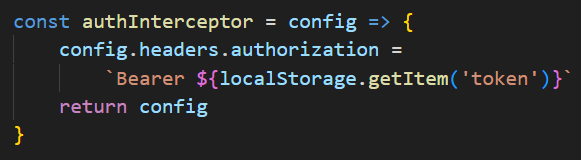 const authInterceptor = config => {
    config.headers.authorization =
        `Bearer ${localStorage.getItem('token')}`
    return config
}